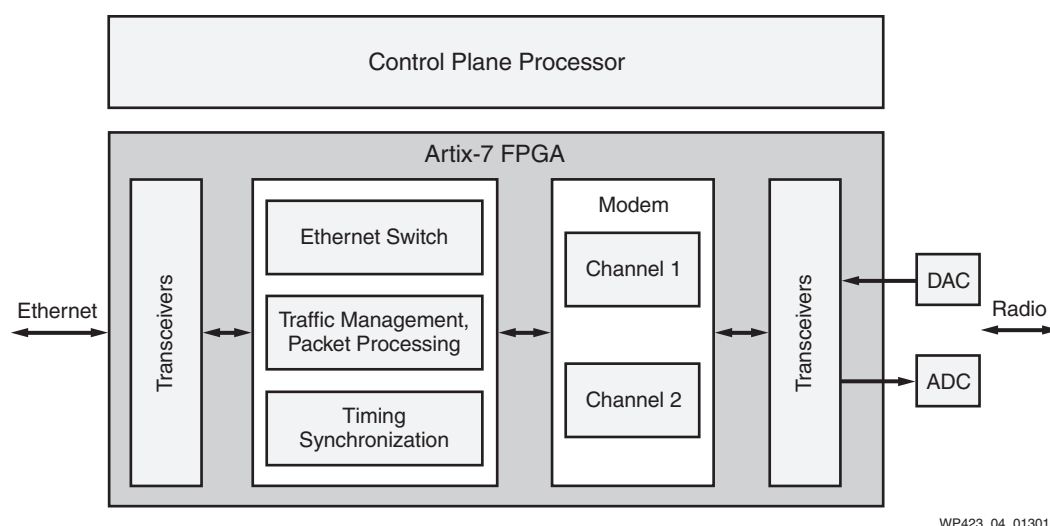 Control Plane Processor
Artix-7 FPGA
Transceivers
Ethernet Switch
Traffic Management,
Packet Processing
Timing
Synchronization
Modem
Channel 1
Channel 2
Transceivers
Ethernet
DAC
Radio
ADC
WP423_04_01301